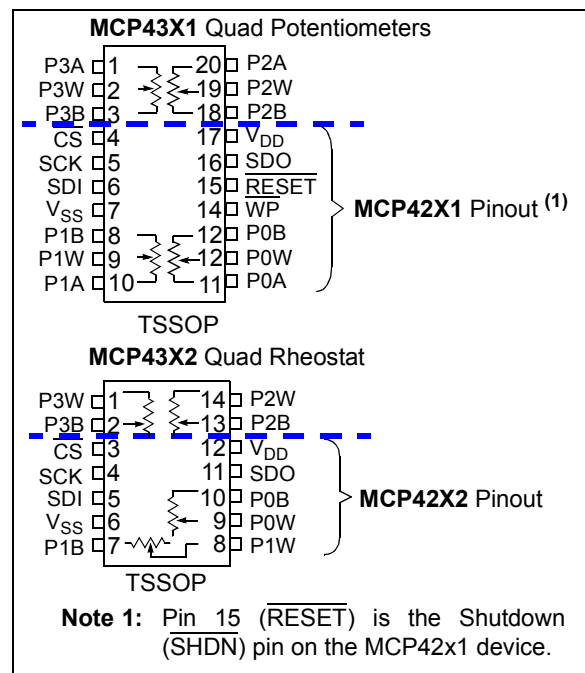 MCP43X1 Quad Potentiometers
P3A 1 20 P2A
P3W 2 19 P2W
P3B 3 18 P2B
CS 4 17 VDD
SCK 5 16 SDO
SDI 6 15 RESET
VSS 7 14 WP
P1B 8 12 P0B
P1W 9 12 P0W
P1A 10 11 P0A
MCP42X1 Pinout (1)
TSSOP
MCP43X2 Quad Rheostat
P3W 1 14 P2W
P3B 2 13 P2B
CS 3 12 VDD
SCK 4 11 SDO
SDI 5 10 P0B
VSS 6 9 P0W
P1B 7 8 P1W
MCP42X2 Pinout
TSSOP
Note 1: Pin 15 (RESET) is the Shutdown
(SHDN) pin on the MCP42x1 device.